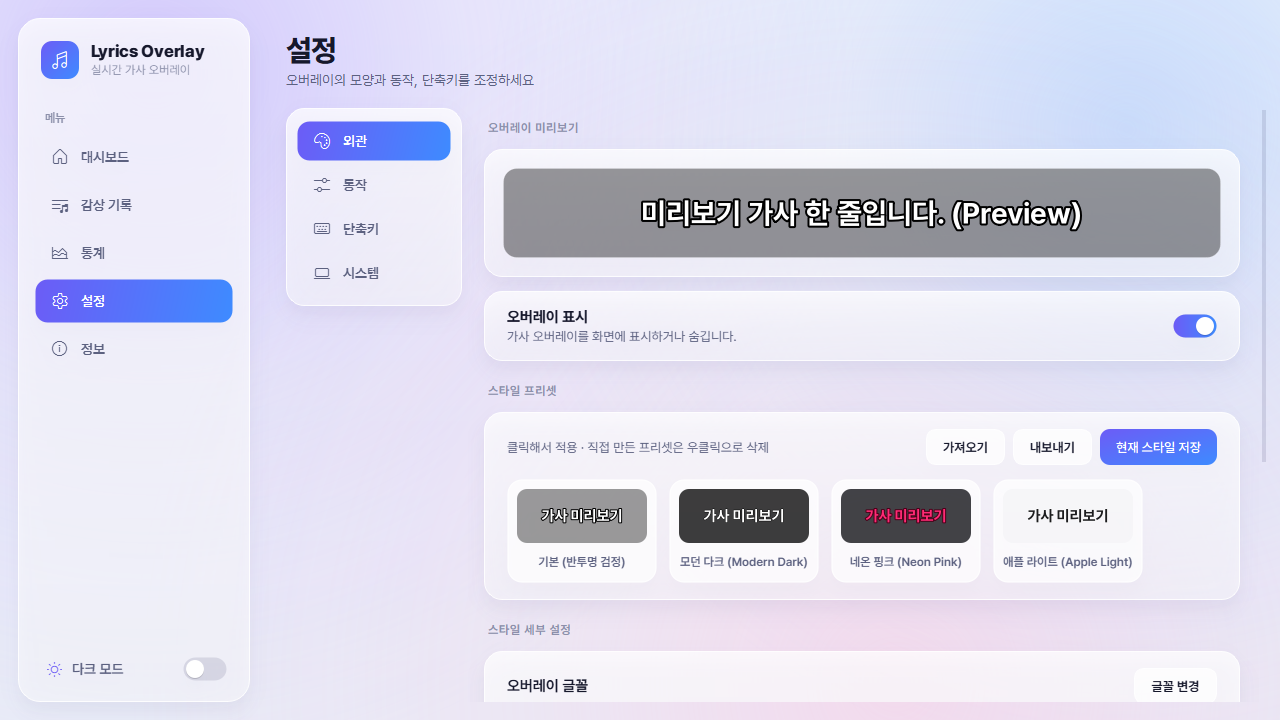 Lyrics Overlay
실시간 가사 오버레이
메뉴
대시보드
감상 기록
통계
설정
정보
다크 모드
설정
오버레이의 모양과 동작, 단축키를 조정하세요
외관
동작
단축키
시스템
오버레이 미리보기
미리보기 가사 한 줄입니다. (Preview)
오버레이 표시
가사 오버레이를 화면에 표시하거나 숨깁니다.
스타일 프리셋
클릭해서 적용 · 직접 만든 프리셋은 우클릭으로 삭제
가져오기
내보내기
현재 스타일 저장
가사 미리보기
기본 (반투명 검정)
가사 미리보기
모던 다크 (Modern Dark)
가사 미리보기
네온 핑크 (Neon Pink)
가사 미리보기
애플 라이트 (Apple Light)
스타일 세부 설정
오버레이 글꼴
글꼴 변경